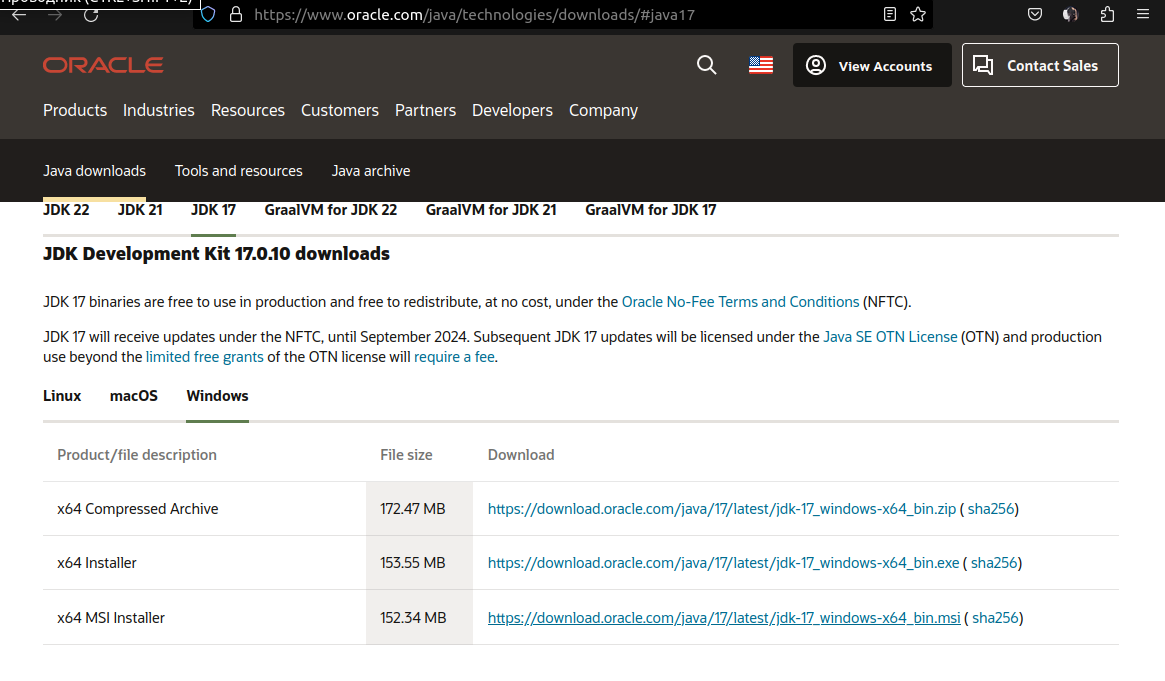 Проводник (CTRL+SHIFT+E)
https://www.oracle.com/java/technologies/downloads/#java17
ORACLE
View Accounts
Contact Sales
Products Industries Resources Customers Partners Developers Company
Java downloads Tools and resources Java archive
JDK 22 JDK 21 JDK 17 GraalVM for JDK 22 GraalVM for JDK 21 GraalVM for JDK 17
JDK Development Kit 17.0.10 downloads
JDK 17 binaries are free to use in production and free to redistribute, at no cost, under the Oracle No-Fee Terms and Conditions (NFTC).
JDK 17 will receive updates under the NFTC, until September 2024. Subsequent JDK 17 updates will be licensed under the Java SE OTN License (OTN) and production
use beyond the limited free grants of the OTN license will require a fee.
Linux macOS Windows
Product/file description File size Download
x64 Compressed Archive 172.47 MB https://download.oracle.com/java/17/latest/jdk-17_windows-x64_bin.zip ( sha256)
x64 Installer 153.55 MB https://download.oracle.com/java/17/latest/jdk-17_windows-x64_bin.exe ( sha256)
x64 MSI Installer 152.34 MB https://download.oracle.com/java/17/latest/jdk-17_windows-x64_bin.msi ( sha256)